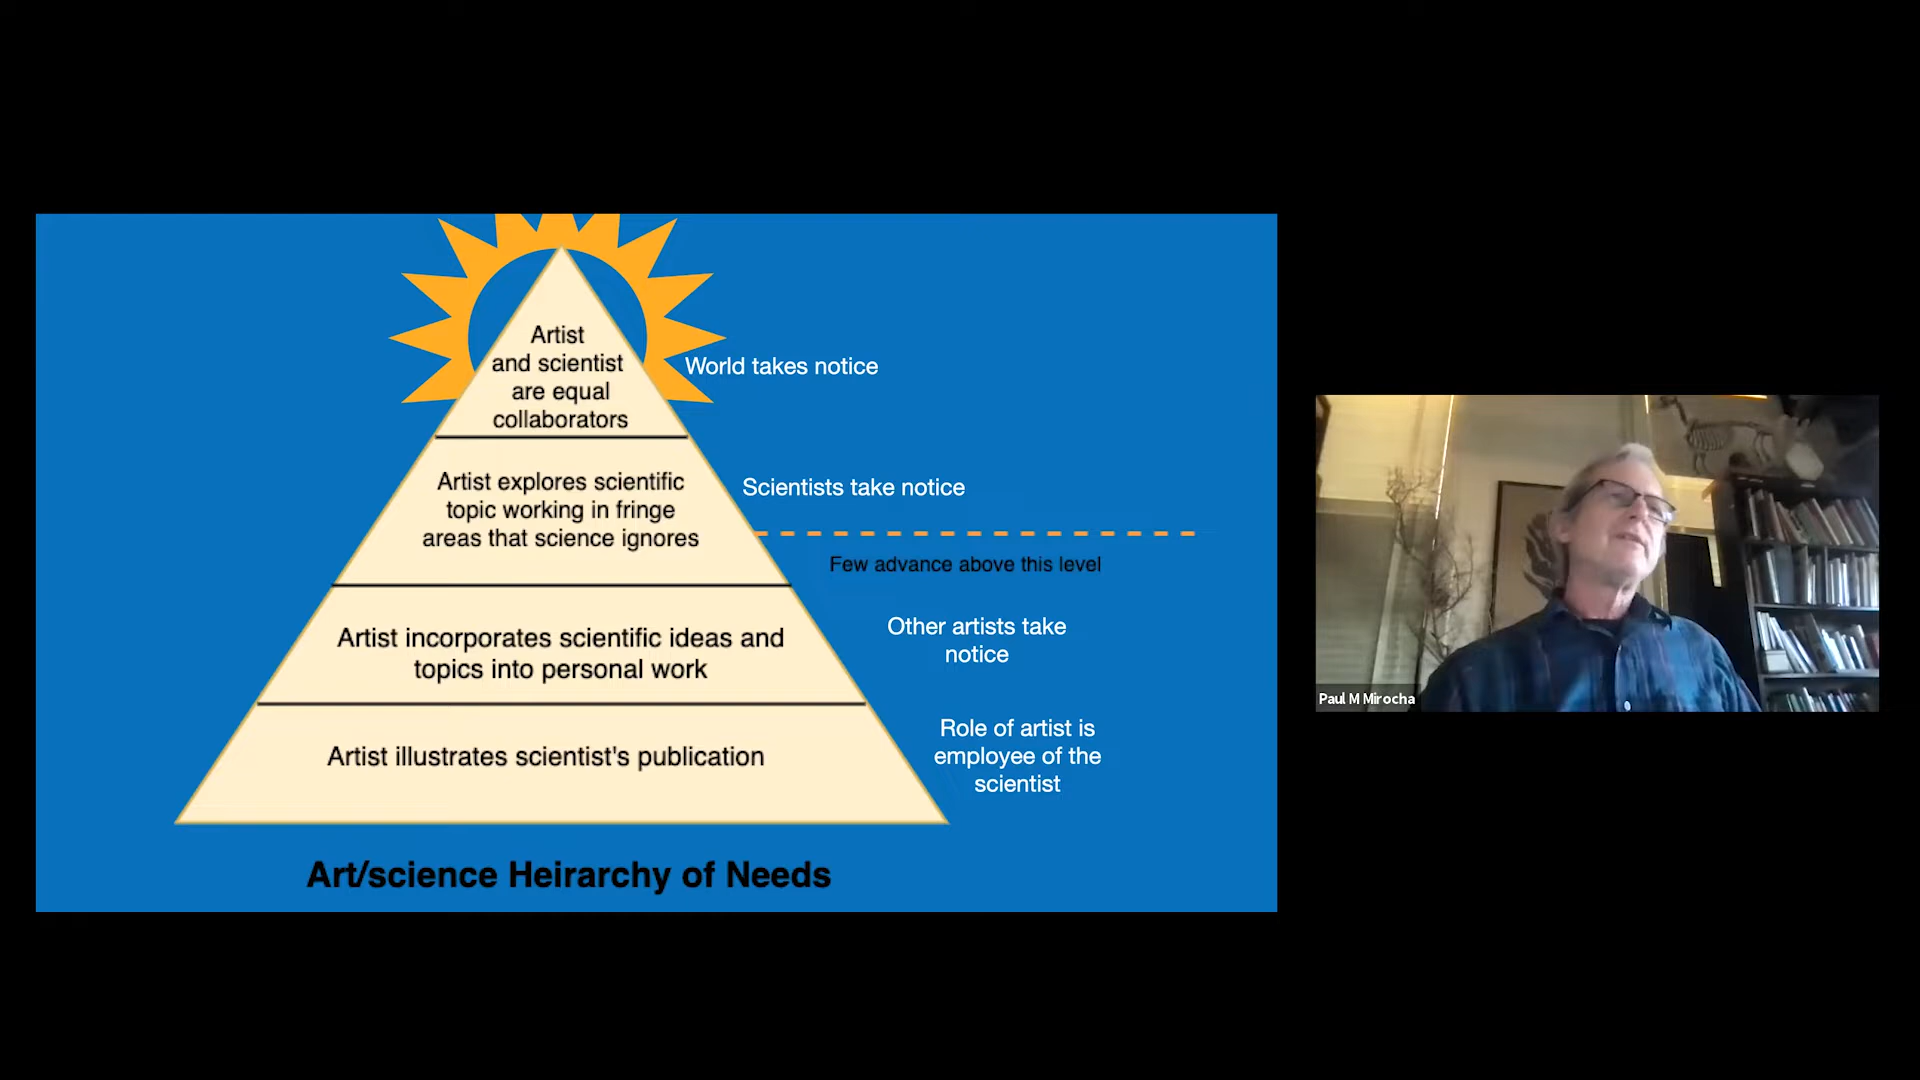 Artist
and scientist
are equal
collaborators
World takes notice
Artist explores scientific
topic working in fringe
areas that science ignores
Scientists take notice
Few advance above this level
Artist incorporates scientific ideas and
topics into personal work
Other artists take
notice
Artist illustrates scientist's publication
Role of artist is
employee of the
scientist
Art/science Heirarchy of Needs
Paul M Mirocha